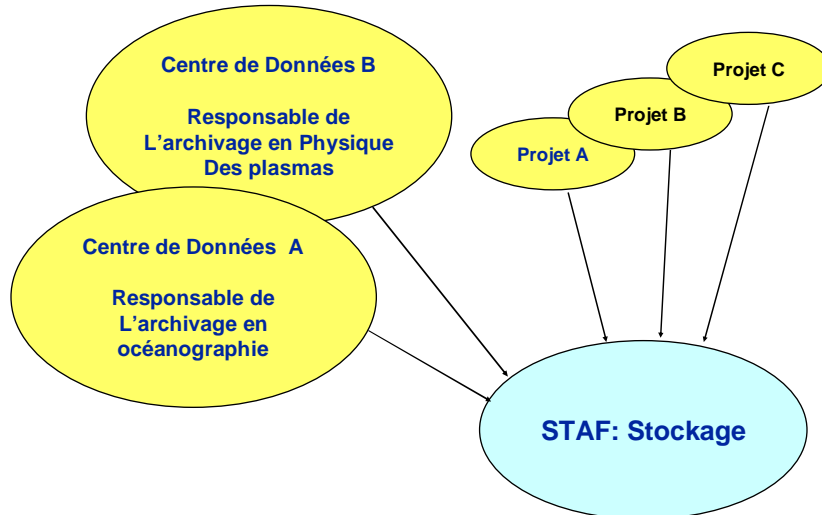 Centre de Données B
Responsable de
L'archivage en Physique
Des plasmas
Centre de Données A
Responsable de
L'archivage en
océanographie
Projet A
Projet B
Projet C
STAF: Stockage